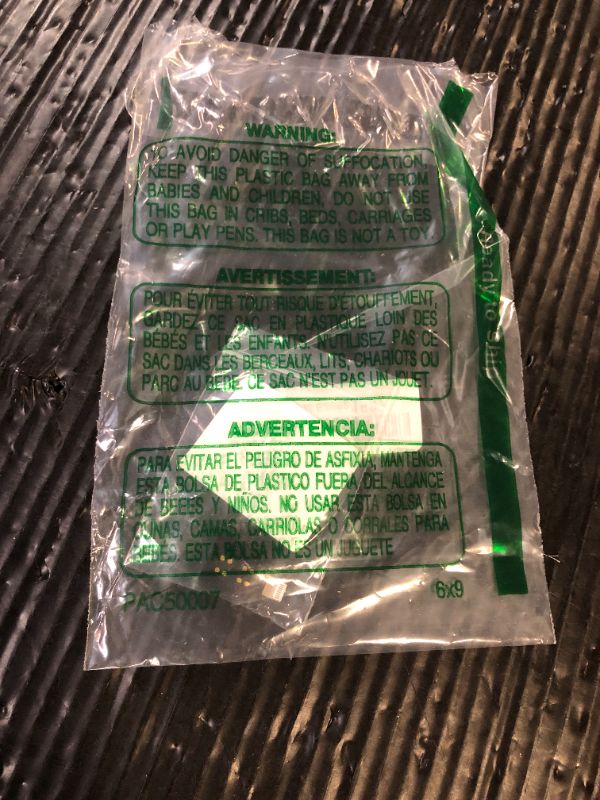 WARNING:
TO AVOID DANGER OF SUFFOCATION,
KEEP THIS PLASTIC BAG AWAY FROM
BABIES AND CHILDREN. DO NOT USE
THIS BAG IN CRIBS, BEDS, CARRIAGES
OR PLAY PENS. THIS BAG IS NOT A TOY
AVERTISSEMENT:
POUR ÉVITER TOUT RISQUE D'ETOUFFEMENT,
GARDEZ CE SAC EN PLASTIQUE LOIN DES
BÉBÉS ET LES ENFANTS. N'UTILISEZ PAS CE
SAC DANS LES BERCEAUX, LITS, CHARIOTS OU
PARC AU BÉBÉ. CE SAC N'EST PAS UN JOUET.
ADVERTENCIA:
PARA EVITAR EL PELIGRO DE ASFIXIA, MANTENGA
ESTA BOLSA DE PLASTICO FUERA DEL ALCANCE
DE BEBES Y NIÑOS. NO USAR ESTA BOLSA EN
CUNAS, CAMAS, CARRIOLAS O CORRALES PARA
BEBES. ESTA BOLSA NO ES UN JUGUETE
PAC50007
6x9